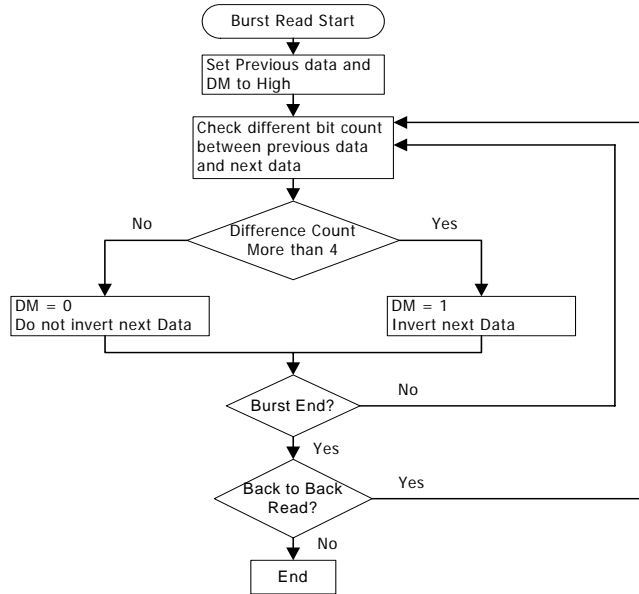 Burst Read Start
Set Previous data and
DM to High
Check different bit count
between previous data
and next data
No
Difference Count
More than 4
Yes
DM = 0
Do not invert next Data
DM = 1
Invert next Data
Burst End?
No
Yes
Back to Back
Read?
Yes
No
End